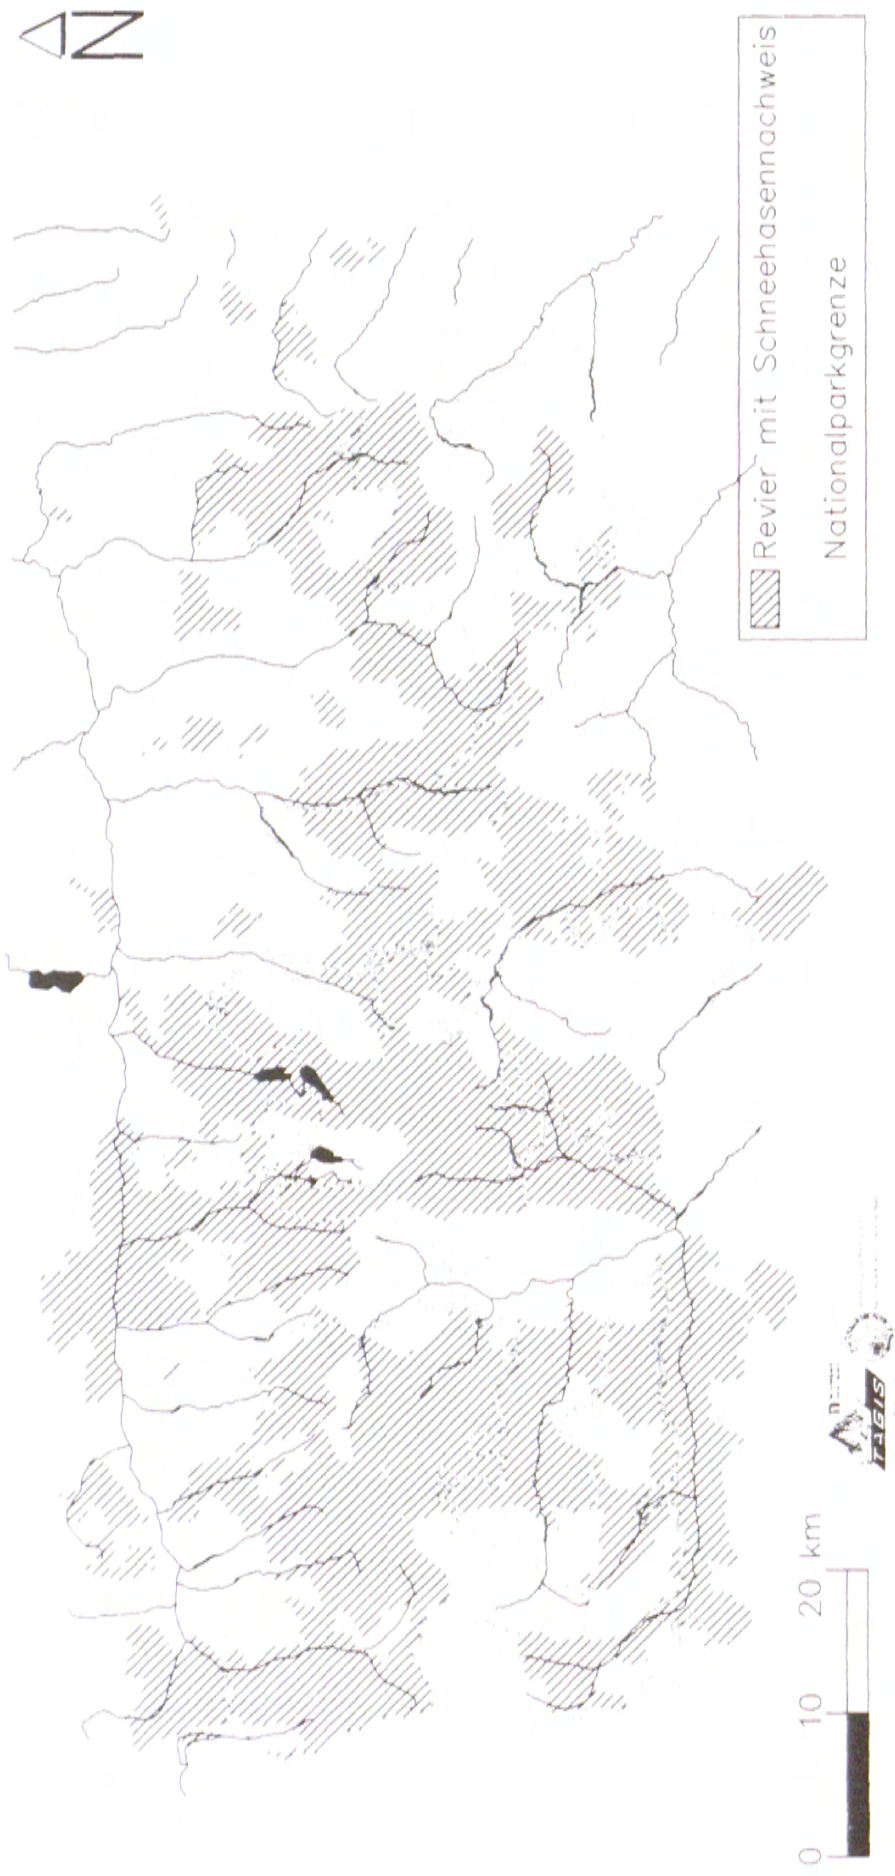 N
Revier mit Schneehasennachweis
Nationalparkgrenze
0 10 20 km
TAGIS